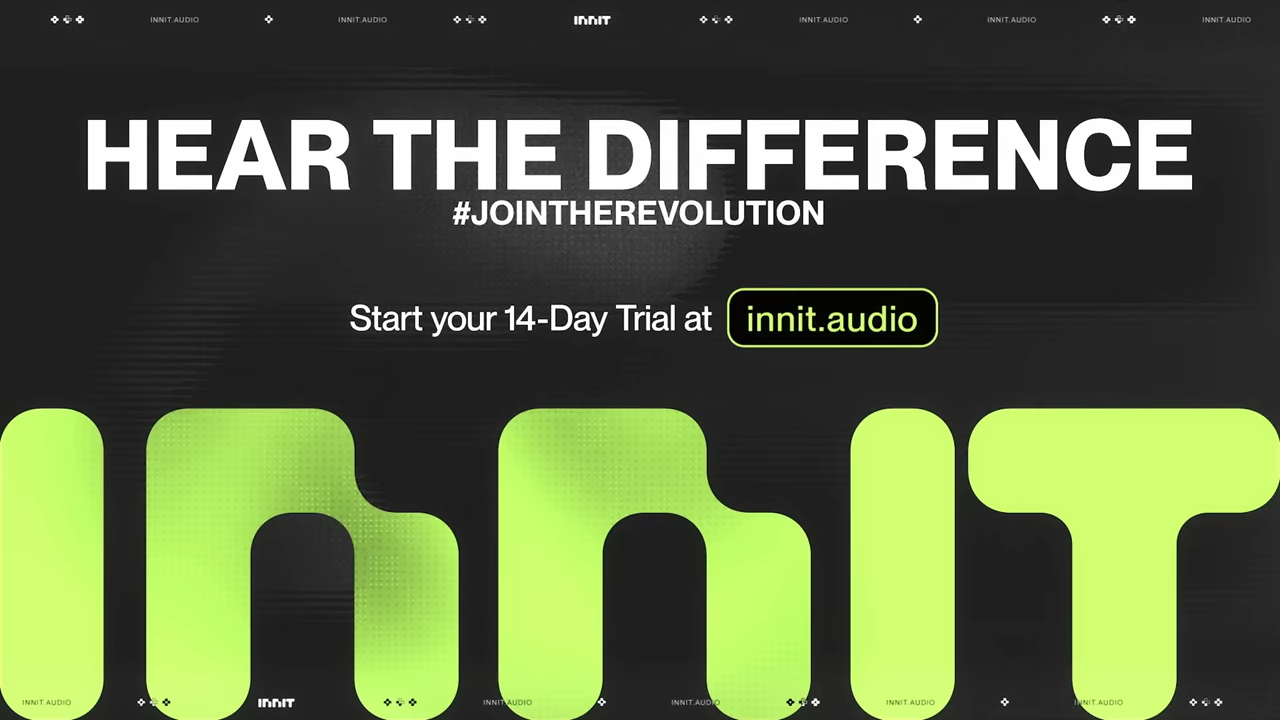 INNIT.AUDIO INNIT.AUDIO INNIT INNIT.AUDIO INNIT.AUDIO INNIT.AUDIO
HEAR THE DIFFERENCE
#JOINTHEREVOLUTION
Start your 14-Day Trial at innit.audio
INNIT
INNIT.AUDIO INNIT INNIT.AUDIO INNIT.AUDIO INNIT.AUDIO INNIT.AUDIO